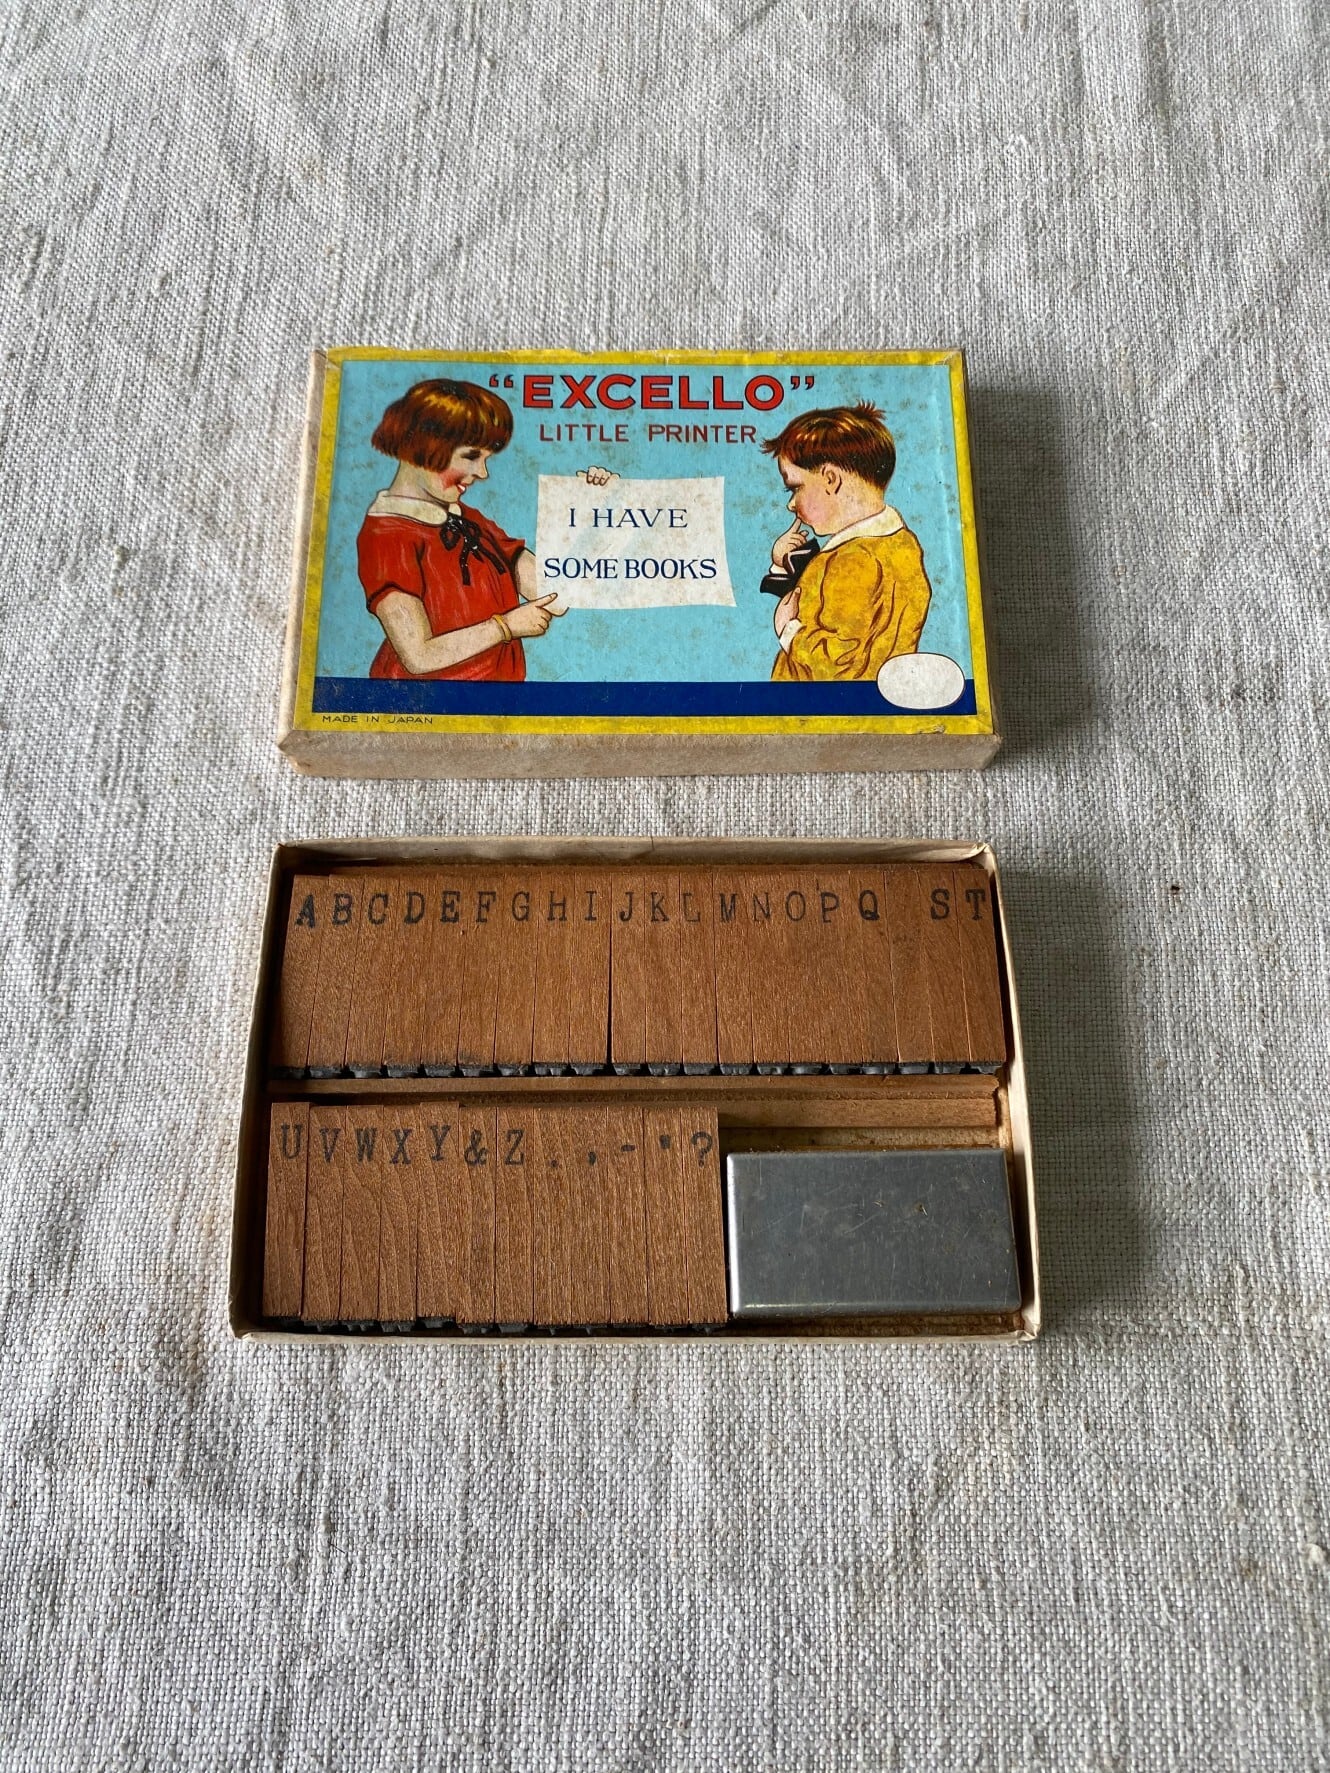 “EXCELLO”
LITTLE PRINTER
I HAVE
SOME BOOKS
MADE IN JAPAN
A B C D E F G H I J K L M N O P Q S T
U V W X Y & Z . , - " ?